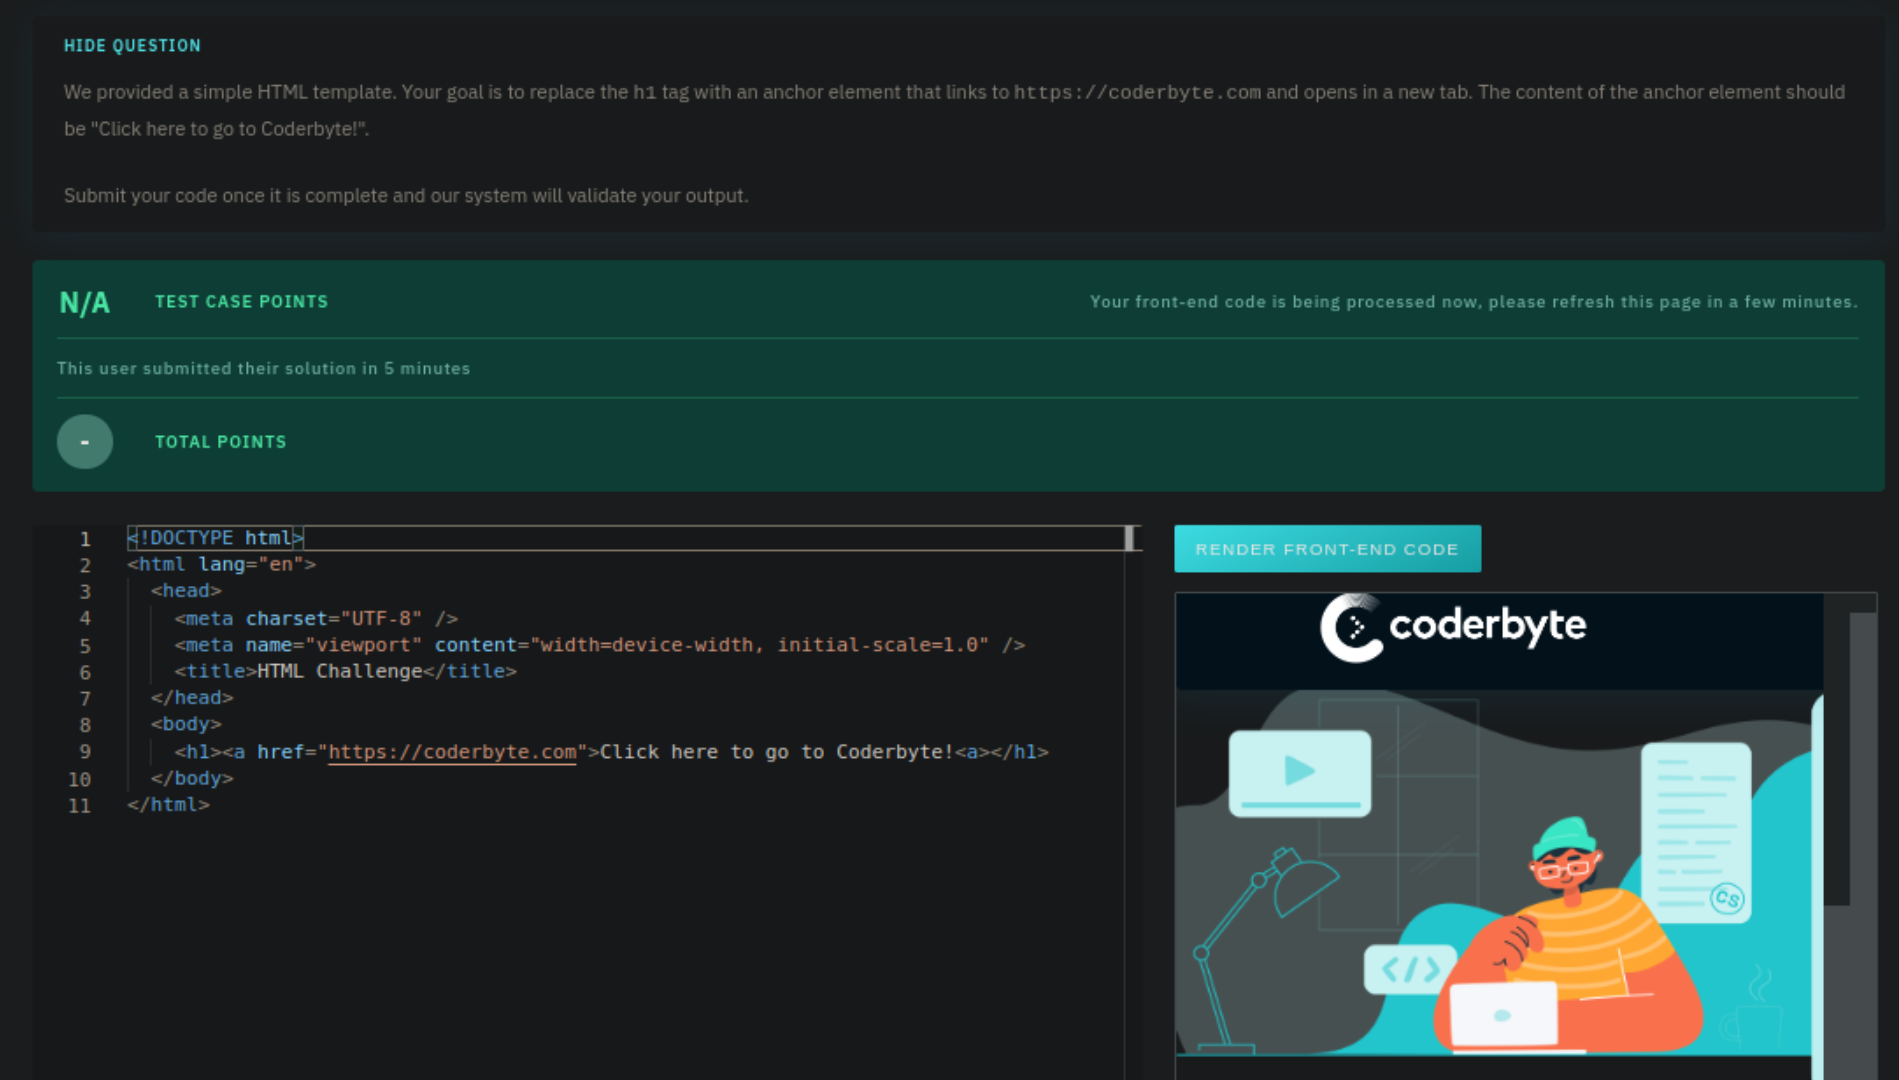 HIDE QUESTION
We provided a simple HTML template. Your goal is to replace the h1 tag with an anchor element that links to https://coderbyte.com and opens in a new tab. The content of the anchor element should
be "Click here to go to Coderbyte!".
Submit your code once it is complete and our system will validate your output.
N/A TEST CASE POINTS Your front-end code is being processed now, please refresh this page in a few minutes.
This user submitted their solution in 5 minutes
- TOTAL POINTS
1 <!DOCTYPE html>
2 <html lang="en">
3 <head>
4 <meta charset="UTF-8" />
5 <meta name="viewport" content="width=device-width, initial-scale=1.0" />
6 <title>HTML Challenge</title>
7 </head>
8 <body>
9 <h1><a href="https://coderbyte.com">Click here to go to Coderbyte!<a></h1>
10 </body>
11 </html>
RENDER FRONT-END CODE
coderbyte
CS
</>